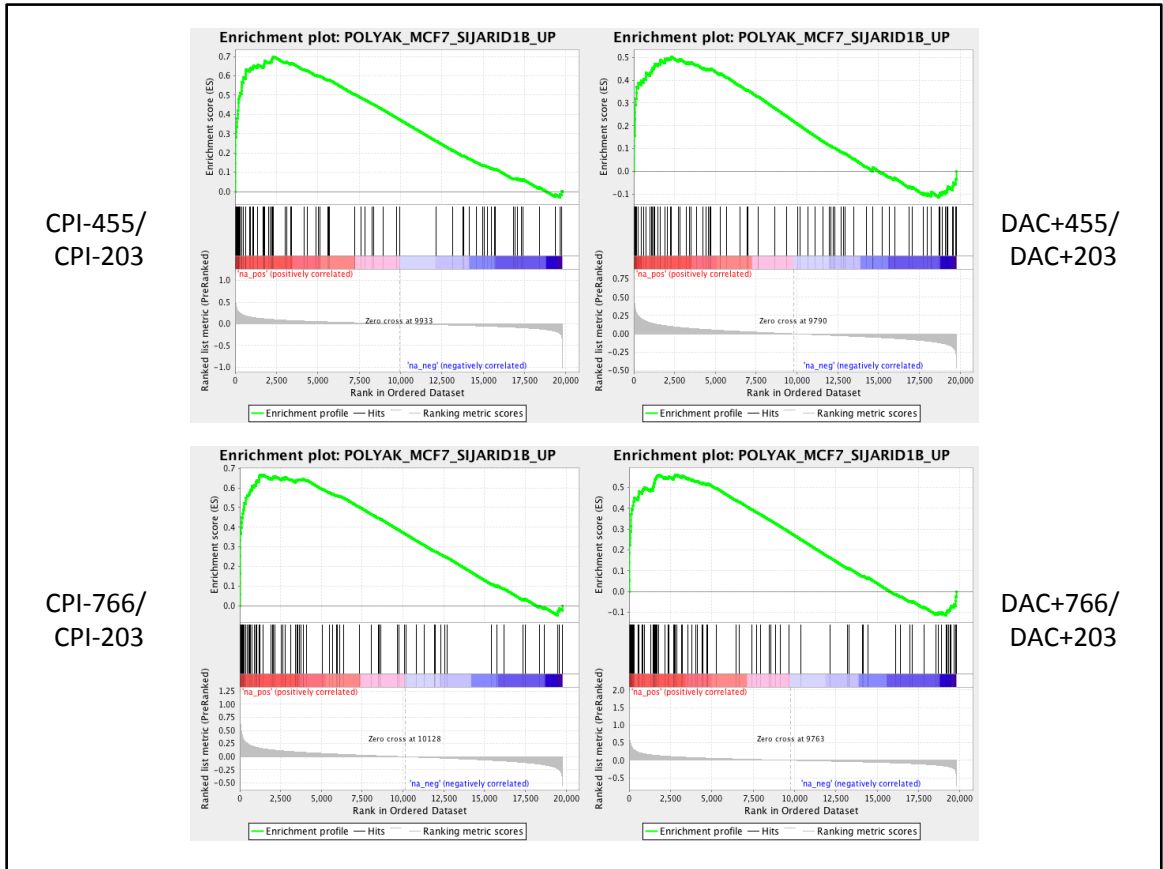 CPI-455/
CPI-203
Enrichment plot: POLYAK_MCF7_SIJARID1B_UP
Enrichment score (ES)
0.7
0.6
0.5
0.4
0.3
0.2
0.1
0.0
'na_pos' (positively correlated)
Ranked list metric (PreRanked)
1.0
0.5
0.0
-0.5
-1.0
Zero cross at 9933
'na_neg' (negatively correlated)
0 2,500 5,000 7,500 10,000 12,500 15,000 17,500 20,000
Rank in Ordered Dataset
Enrichment profile Hits Ranking metric scores
Enrichment plot: POLYAK_MCF7_SIJARID1B_UP
Enrichment score (ES)
0.5
0.4
0.3
0.2
0.1
0.0
-0.1
'na_pos' (positively correlated)
Ranked list metric (PreRanked)
0.75
0.50
0.25
0.00
-0.25
-0.50
Zero cross at 9790
'na_neg' (negatively correlated)
0 2,500 5,000 7,500 10,000 12,500 15,000 17,500 20,000
Rank in Ordered Dataset
Enrichment profile Hits Ranking metric scores
DAC+455/
DAC+203
CPI-766/
CPI-203
Enrichment plot: POLYAK_MCF7_SIJARID1B_UP
Enrichment score (ES)
0.7
0.6
0.5
0.4
0.3
0.2
0.1
0.0
'na_pos' (positively correlated)
Ranked list metric (PreRanked)
1.25
1.00
0.75
0.50
0.25
0.00
-0.25
-0.50
Zero cross at 10128
'na_neg' (negatively correlated)
0 2,500 5,000 7,500 10,000 12,500 15,000 17,500 20,000
Rank in Ordered Dataset
Enrichment profile Hits Ranking metric scores
Enrichment plot: POLYAK_MCF7_SIJARID1B_UP
Enrichment score (ES)
0.5
0.4
0.3
0.2
0.1
0.0
-0.1
'na_pos' (positively correlated)
Ranked list metric (PreRanked)
2.0
1.5
1.0
0.5
0.0
-0.5
Zero cross at 9763
'na_neg' (negatively correlated)
0 2,500 5,000 7,500 10,000 12,500 15,000 17,500 20,000
Rank in Ordered Dataset
Enrichment profile Hits Ranking metric scores
DAC+766/
DAC+203